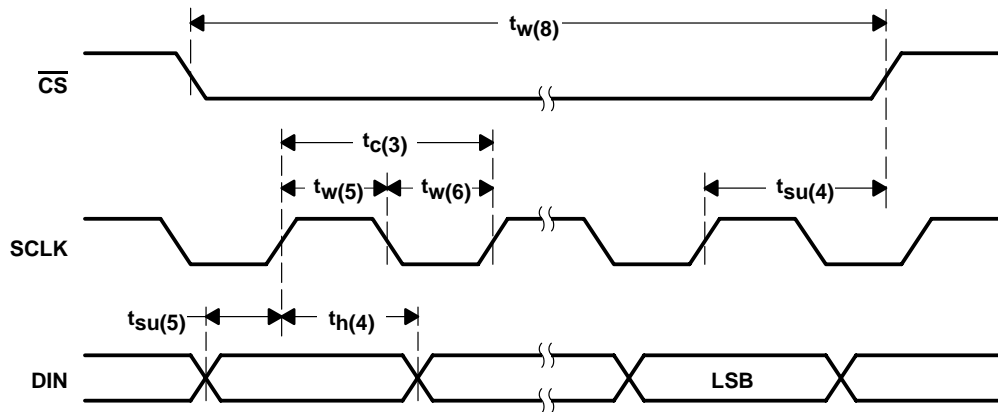 tw(8)
CS
tc(3)
tw(5) tw(6) tsu(4)
SCLK
tsu(5) th(4)
DIN LSB